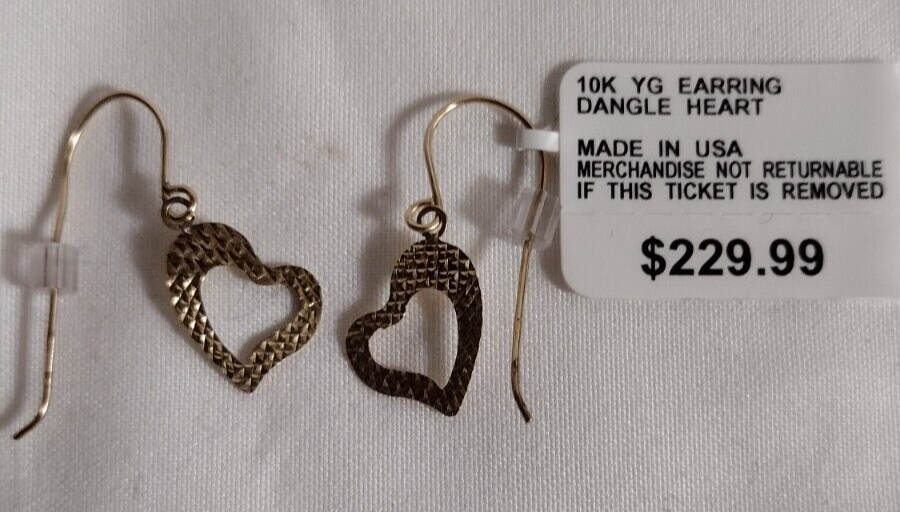 10K YG EARRING
DANGLE HEART
MADE IN USA
MERCHANDISE NOT RETURNABLE
IF THIS TICKET IS REMOVED
$229.99